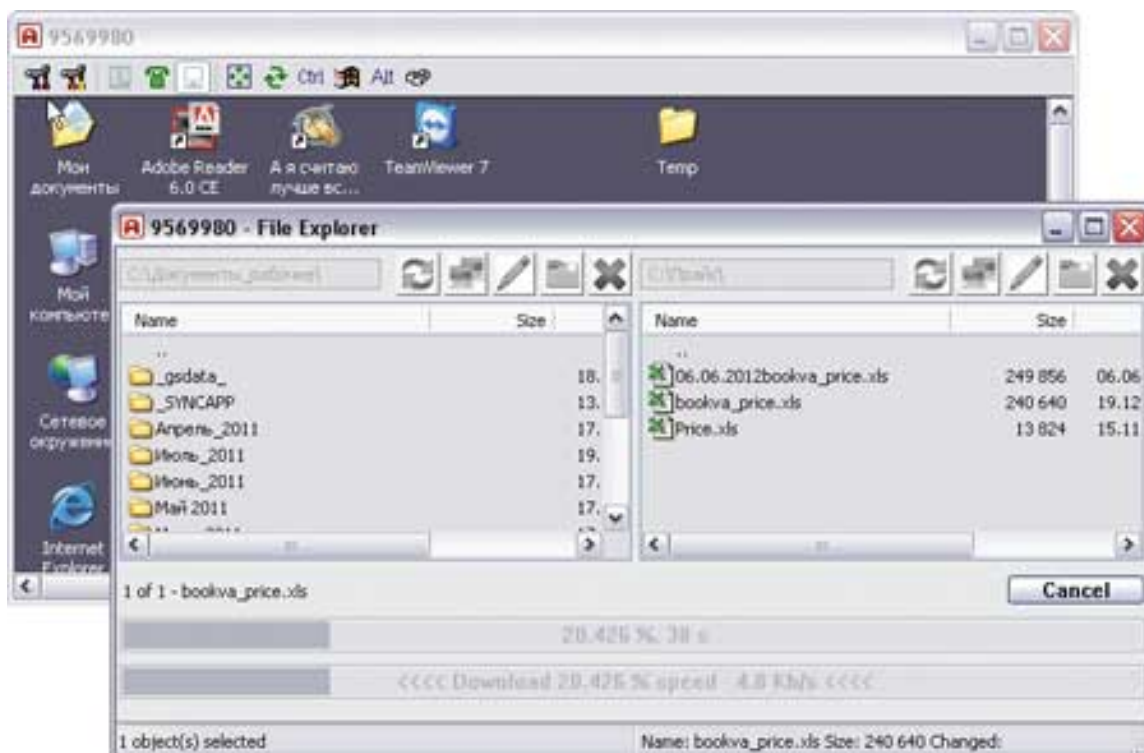 9569980
Ctrl Alt
Мои документы
Adobe Reader 6.0 CE
А я считаю лучше вс...
TeamViewer 7
Temp
9569980 - File Explorer
Мой
Сетевое
Internet Explorer
C:\Документы_рабочие\
C:\Прайс\
Name Size
..
_gsdata_ 18.
_SYNCAPP 13.
Апрель_2011 17.
Июль_2011 19.
Июнь_2011 17.
Май 2011 17.
Name Size
..
06.06.2012bookva_price.xls 249 856 06.06
bookva_price.xls 240 640 19.12
Price.xls 13 824 15.11
1 of 1 - bookva_price.xls
Cancel
20.426 %, 38 s
<<<< Download 20.426 % speed 4.8 Kb/s <<<<
1 object(s) selected
Name: bookva_price.xls Size: 240 640 Changed: